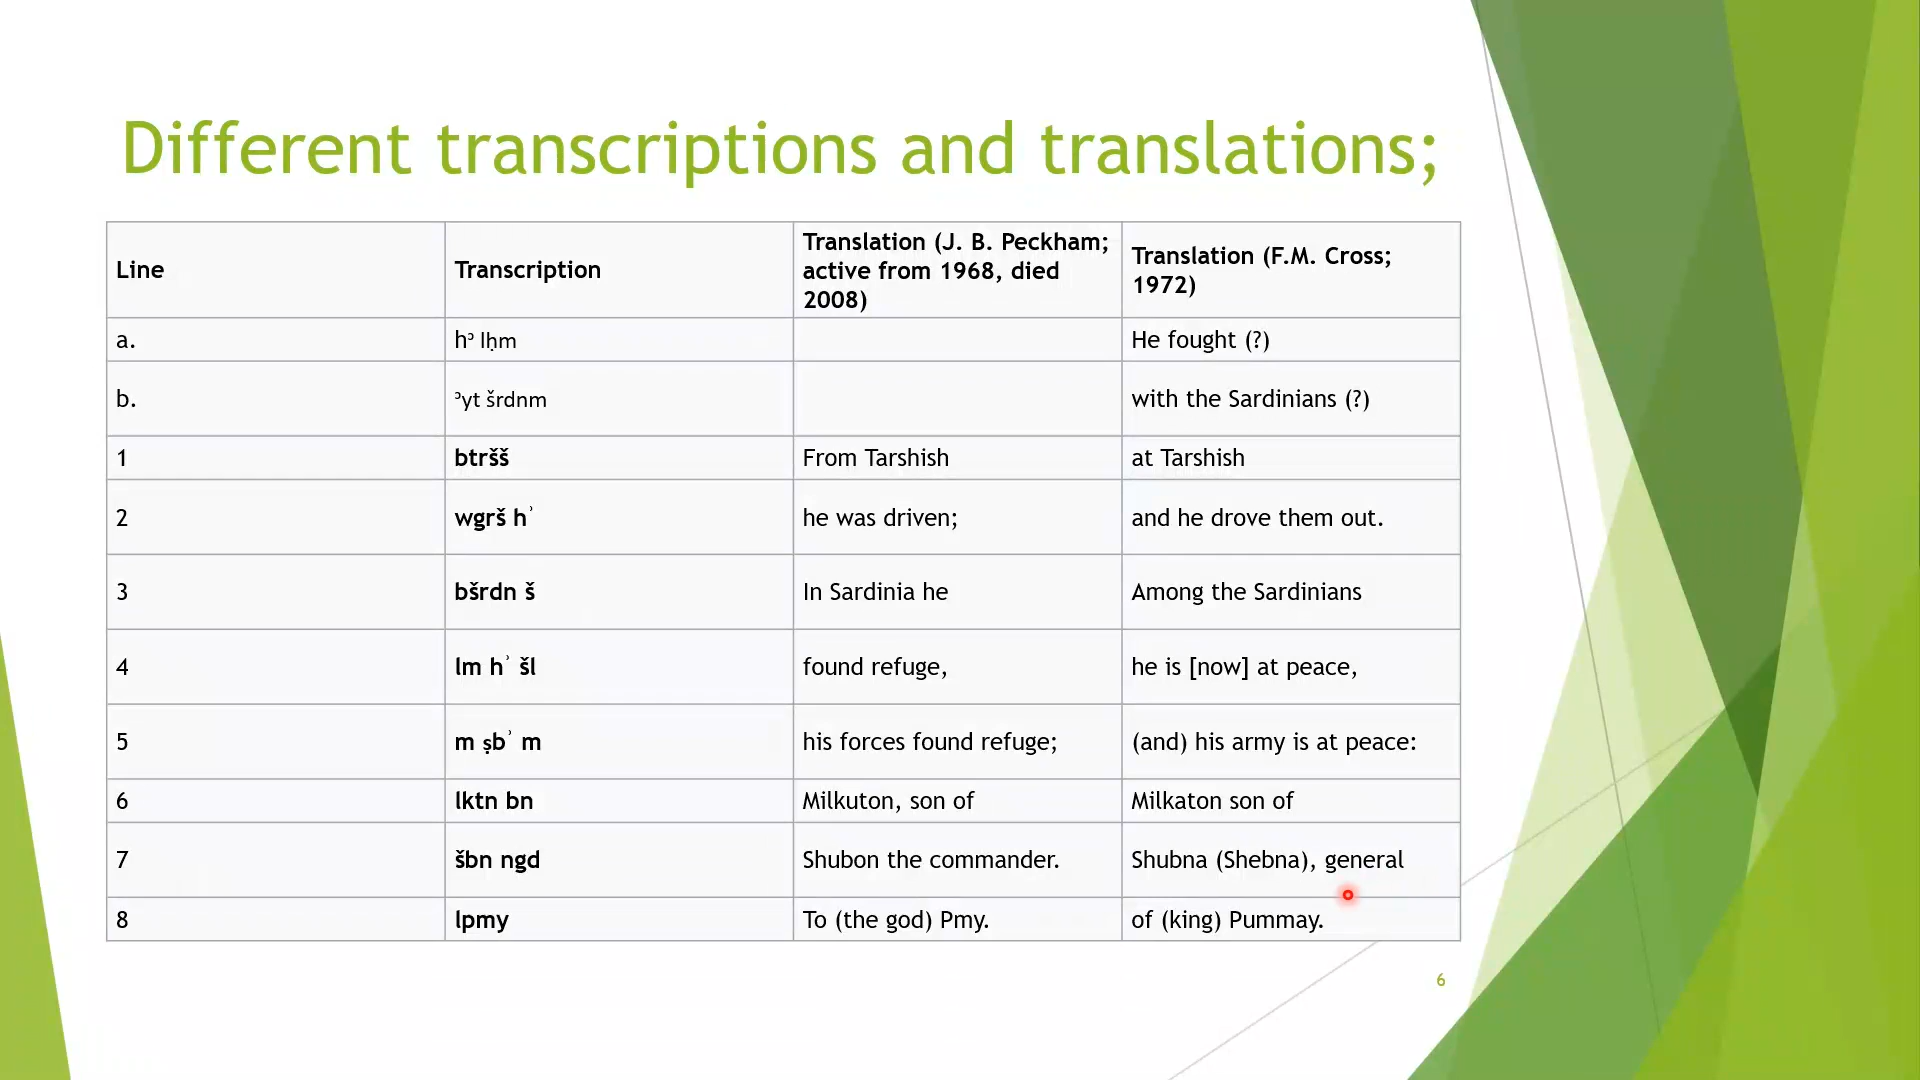 Different transcriptions and translations;
Line
Transcription
Translation (J. B. Peckham;
active from 1968, died
2008)
Translation (F.M. Cross;
1972)
a.
hᵓ lḥm
He fought (?)
b.
ᵓyt šrdnm
with the Sardinians (?)
1
btršš
From Tarshish
at Tarshish
2
wgrš hʾ
he was driven;
and he drove them out.
3
bšrdn š
In Sardinia he
Among the Sardinians
4
lm hʾ šl
found refuge,
he is [now] at peace,
5
m ṣbʾ m
his forces found refuge;
(and) his army is at peace:
6
lktn bn
Milkuton, son of
Milkaton son of
7
šbn ngd
Shubon the commander.
Shubna (Shebna), general
8
lpmy
To (the god) Pmy.
of (king) Pummay.
6